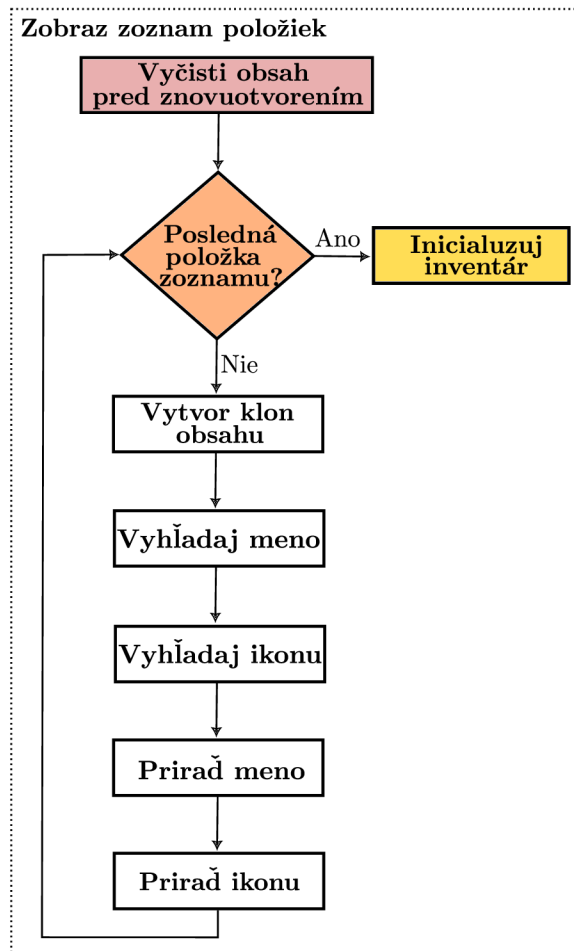 Zobraz zoznam položiek
Vyčisti obsah
pred znovuotvorením
Posledná
položka
zoznamu?
Ano
Inicialuzuj
inventár
Nie
Vytvor klon
obsahu
Vyhľadaj meno
Vyhľadaj ikonu
Priraď meno
Priraď ikonu